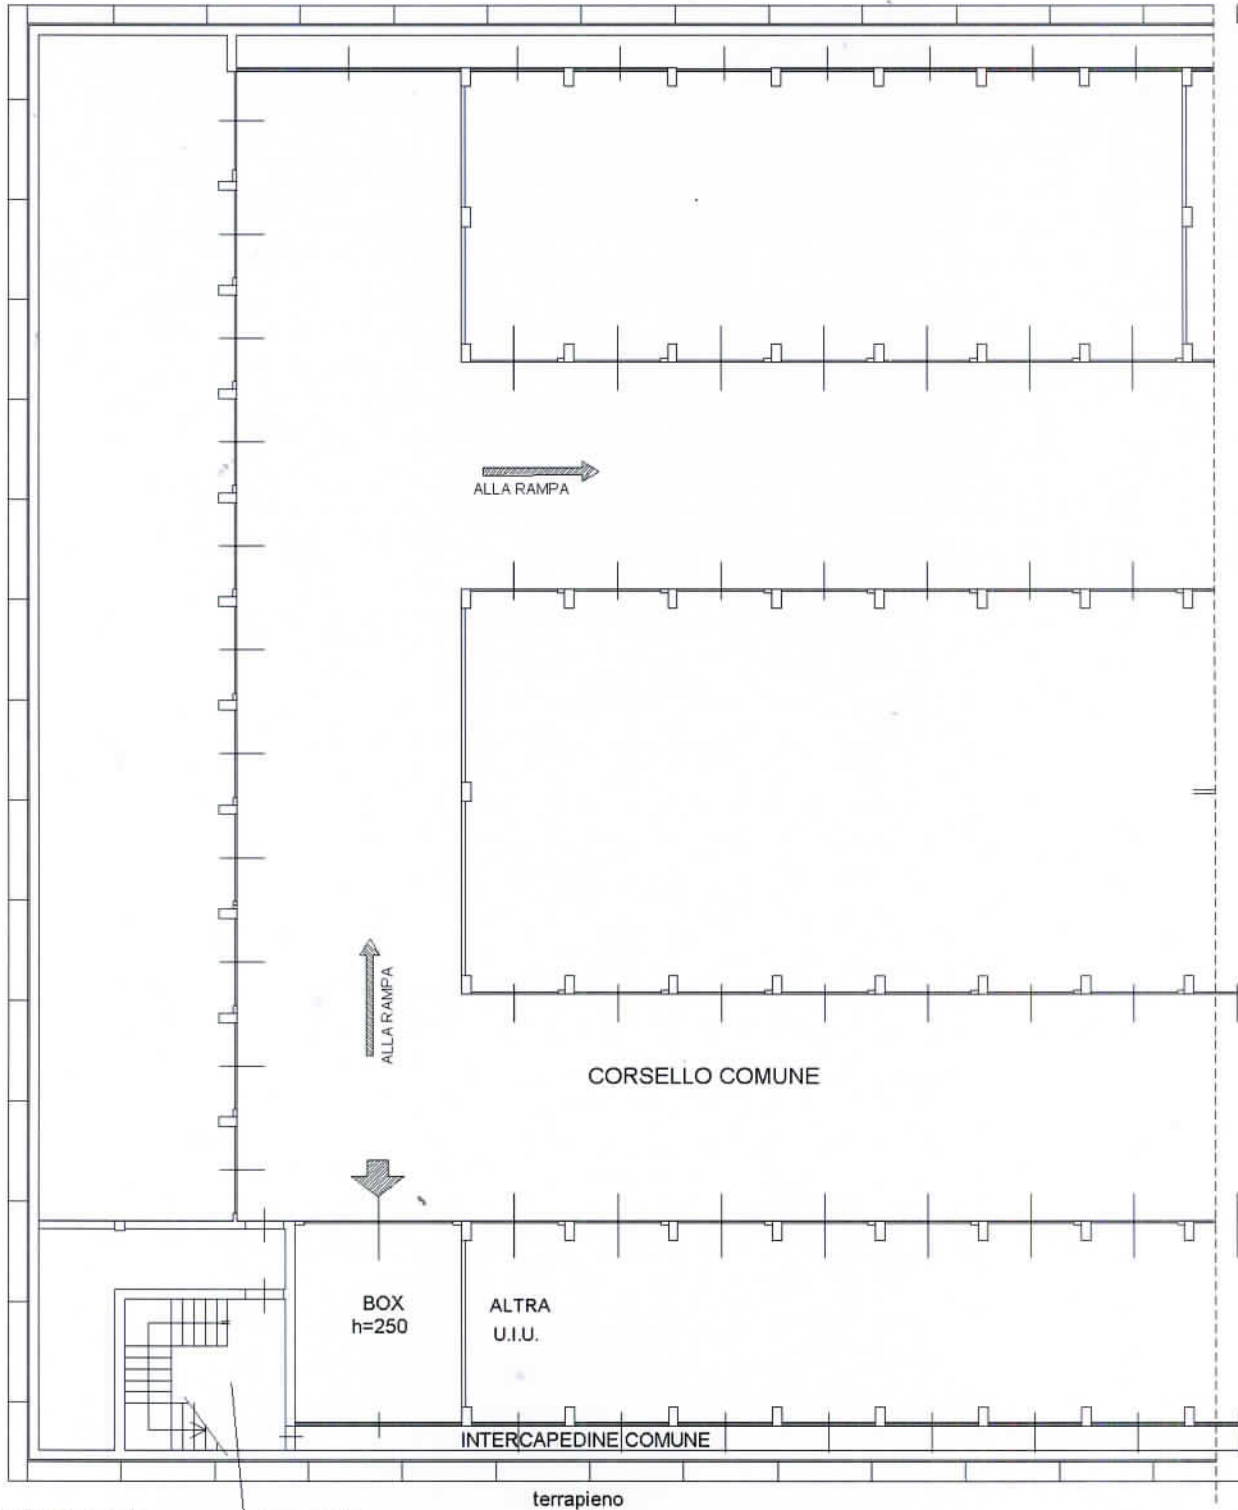 ALLA RAMPA
ALLA RAMPA
CORSELLO COMUNE
BOX
h=250
ALTRA
U.I.U.
INTERCAPEDINE COMUNE
terrapieno